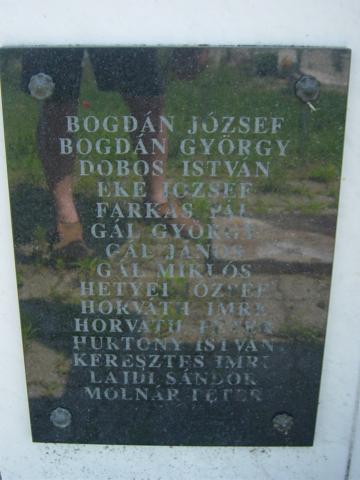 BOGDÁN JÓZSEF
BOGDÁN GYÖRGY
DOBOS ISTVÁN
EKE JÓZSEF
FARKAS PÁL
GÁL GYÖRGY
GÁL JÁNOS
GÁL MIKLÓS
HETYEI JÓZSEF
HORVÁTH IMRE
HORVÁTH
HUKTONY ISTVÁN
KERESZTES IMRE
LAJDI SÁNDOR
MOLNÁR PÉTER